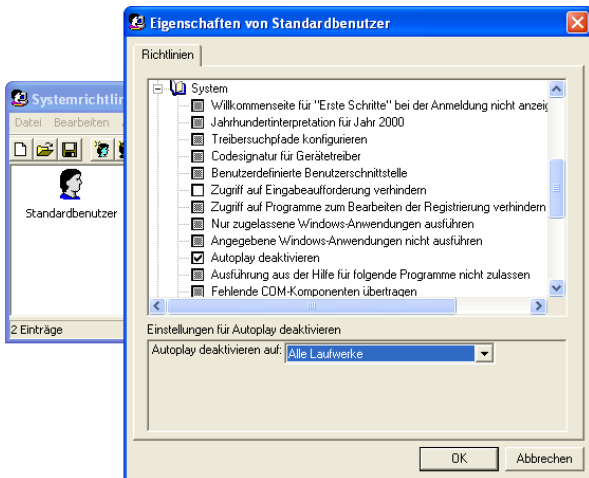 Eigenschaften von Standardbenutzer
Richtlinien
System
Willkommenseite für "Erste Schritte" bei der Anmeldung nicht
Jahrhundertinterpretation für Jahr 2000
Treibersuchpfade konfigurieren
Codesignatur für Gerätetreiber
Benutzerdefinierte Benutzerschnittstelle
Zugriff auf Eingabeaufforderung verhindern
Zugriff auf Programme zum Bearbeiten der Registrierung verhindern
Nur zugelassene Windows-Anwendungen ausführen
Angegebene Windows-Anwendungen nicht ausführen
Autoplay deaktivieren
Ausführung aus der Hilfe für folgende Programme nicht zulassen
Fehlende COM-Komponenten übertragen
Einstellungen für Autoplay deaktivieren
Autoplay deaktivieren auf: Alle Laufwerke
OK Abbrechen
Datei Bearbeiten
Standardbenutzer
2 Einträge